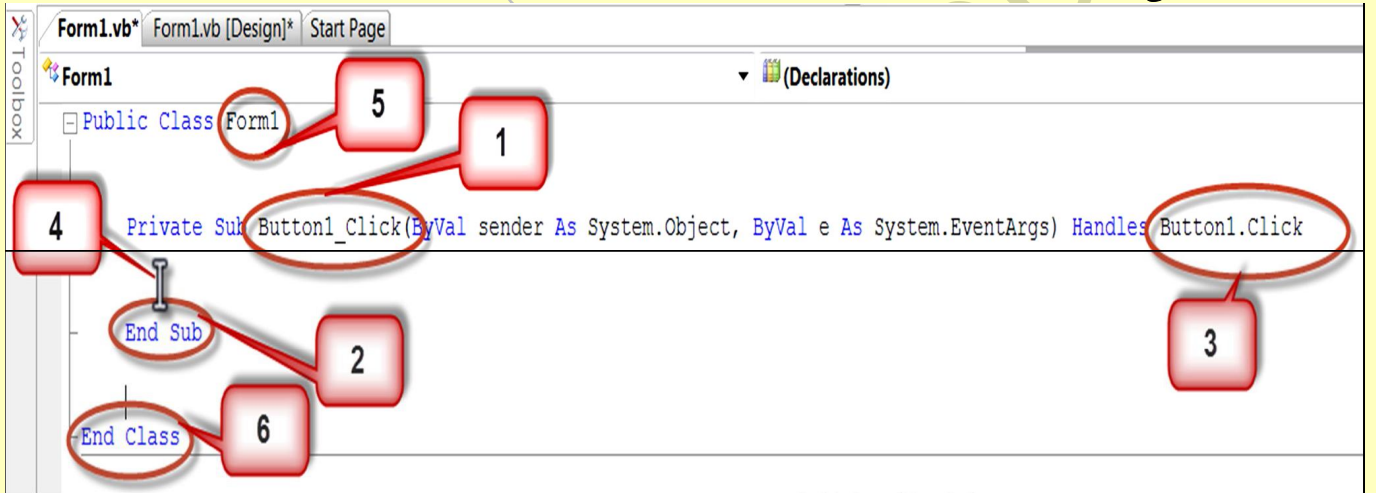 Form1.vb* Form1.vb [Design]* Start Page
Toolbox
Form1 (Declarations)
5
Public Class Form1
1
4
Private Sub Button1_Click(ByVal sender As System.Object, ByVal e As System.EventArgs) Handles Button1.Click
3
End Sub
2
6
End Class